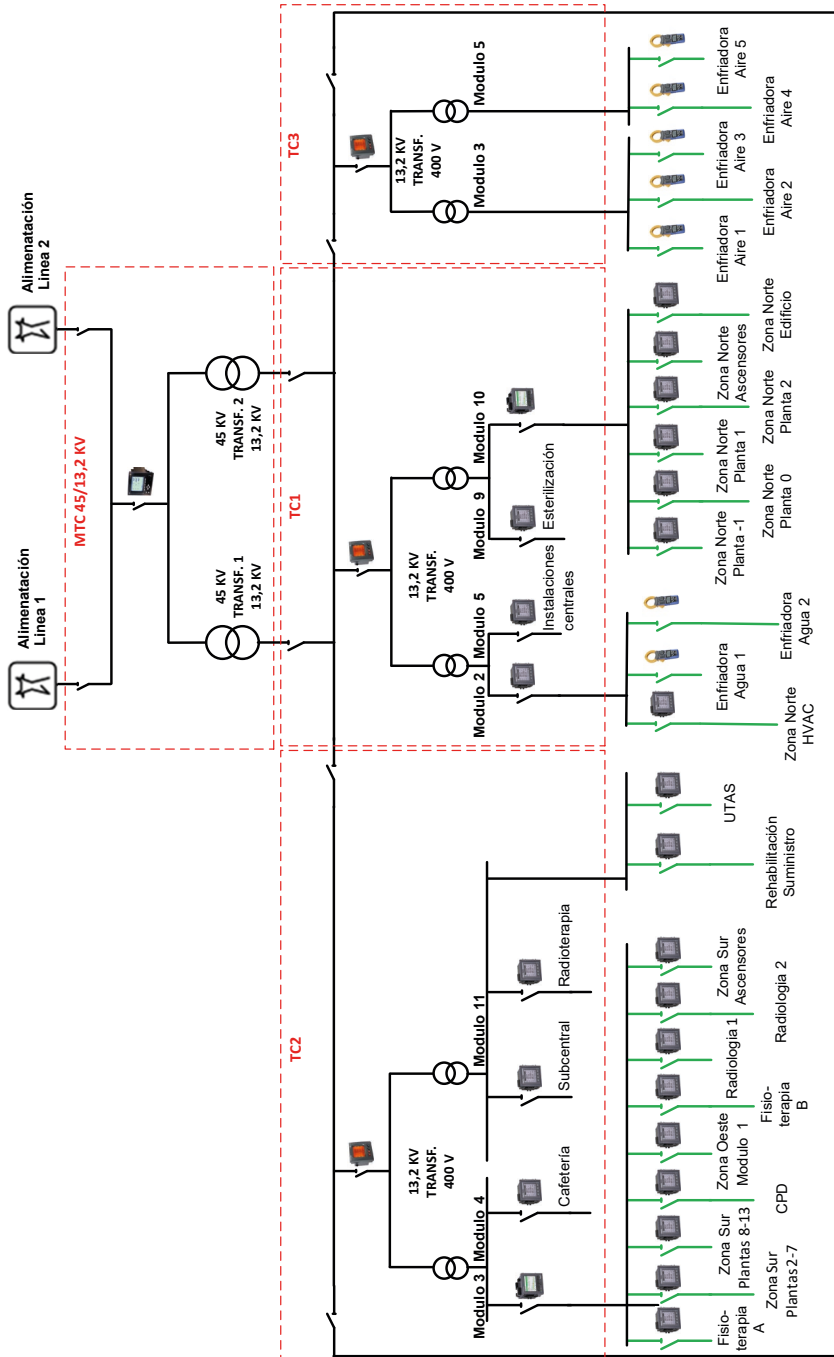 Alimenatación
Linea 1
Alimenatación
Linea 2
MTC 45/13,2 KV
45 KV
TRANSF. 1
13,2 KV
45 KV
TRANSF. 2
13,2 KV
TC2
TC1
TC3
13,2 KV
TRANSF.
400 V
13,2 KV
TRANSF.
400 V
13,2 KV
TRANSF.
400 V
Modulo 3
Modulo 4
Modulo 11
Modulo 2
Modulo 5
Modulo 9
Modulo 10
Modulo 3
Modulo 5
Cafetería
Subcentral
Radioterapia
Instalaciones
centrales
Esterilización
Fisio-
terapia
A
Zona Sur
Plantas 2-7
Zona Sur
Plantas 8-13
CPD
Zona Oeste
Modulo 1
Fisio-
terapia
B
Radiologia 1
Radiologia 2
Zona Sur
Ascensores
Rehabilitación
Suministro
UTAS
Zona Norte
HVAC
Enfriadora
Agua 1
Enfriadora
Agua 2
Zona Norte
Planta -1
Zona Norte
Planta 0
Zona Norte
Planta 1
Zona Norte
Planta 2
Zona Norte
Ascensores
Zona Norte
Edificio
Enfriadora
Aire 1
Enfriadora
Aire 2
Enfriadora
Aire 3
Enfriadora
Aire 4
Enfriadora
Aire 5